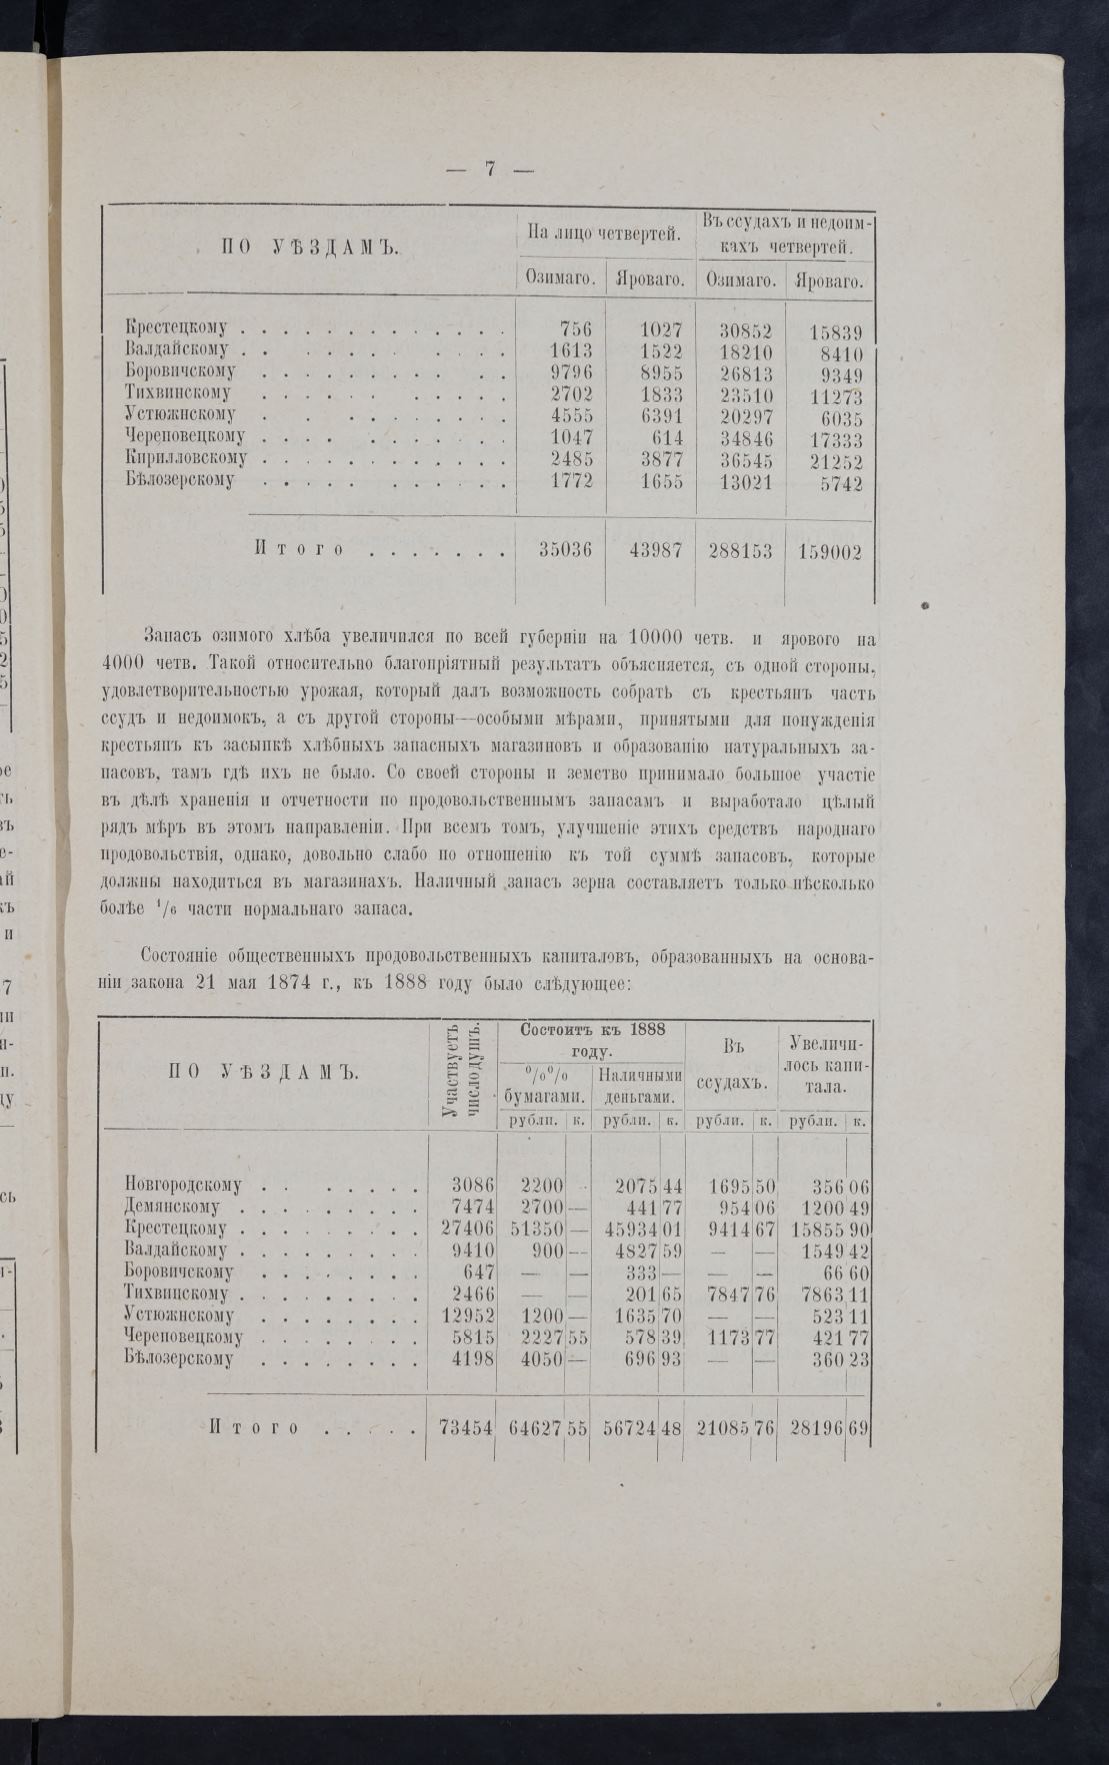 — 7 —
ПО УѢЗДАМЪ. На лицо четвертей. Въ ссудахъ и недоим-
кахъ четвертей.
Озимаго. Яроваго. Озимаго. Яроваго.
Крестецкому . . . . . . . . . . . . . 756 1027 30852 15839
Валдайскому . . . . . . . . . . . . 1613 1522 18210 8410
Боровичскому . . . . . . . . . . . 9796 8955 26813 9349
Тихвинскому . . . . . . . . . . . 2702 1833 23510 11273
Устюжнскому . . . . . . . . . 4555 6391 20297 6035
Череповецкому . . . . . . . . . . . 1047 614 34846 17333
Кирилловскому . . . . . . . . . . . . 2485 3877 36545 21252
Бѣлозерскому . . . . . . . . . . . 1772 1655 13021 5742
Итого . . . . . . . 35036 43987 288153 159002
Запасъ озимого хлѣба увеличился по всей губерніи на 10000 четв. и ярового на
4000 четв. Такой относительно благопріятный результатъ объясняется, съ одной стороны,
удовлетворительностью урожая, который далъ возможность собрать съ крестьянъ часть
ссудъ и недоимокъ, а съ другой стороны—особыми мѣрами, принятыми для понужденія
крестьянъ къ засыпкѣ хлѣбныхъ запасныхъ магазиновъ и образованію натуральныхъ за-
пасовъ, тамъ гдѣ ихъ не было. Со своей стороны и земство принимало большое участіе
въ дѣлѣ храненія и отчетности по продовольственнымъ запасамъ и выработало цѣлый
рядъ мѣръ въ этомъ направленіи. При всемъ томъ, улучшеніе этихъ средствъ народнаго
продовольствія, однако, довольно слабо по отношенію къ той суммѣ запасовъ, которые
должны находиться въ магазинахъ. Наличный запасъ зерна составляетъ только нѣсколько
болѣе 1/6 части нормальнаго запаса.
Состояніе общественныхъ продовольственныхъ капиталовъ, образованныхъ на основа-
ніи закона 21 мая 1874 г., къ 1888 году было слѣдующее:
ПО УѢЗДАМЪ. Участвуетъ
число душъ. Состоитъ къ 1888
году. Въ
ссудахъ. Увеличи-
лось капи-
тала.
%% бумагами. Наличными
деньгами.
рубли. к. рубли. к. рубли. к. рубли. к.
Новгородскому . . . . . . . 3086 2200 - 2075 44 1695 50 356 06
Демянскому . . . . . . . . . 7474 2700 — 441 77 954 06 1200 49
Крестецкому . . . . . . . . . 27406 51350 — 45934 01 9414 67 15855 90
Валдайскому . . . . . . . . . 9410 900 — 4827 59 — — 1549 42
Боровичскому . . . . . . . . 647 — — 333 — — — 66 60
Тихвинскому . . . . . . . . . 2466 — — 201 65 7847 76 7863 11
Устюжнскому . . . . . . . . 12952 1200 — 1635 70 — — 523 11
Череповецкому . . . . . . . . 5815 2227 55 578 39 1173 77 421 77
Бѣлозерскому . . . . . . . . 4198 4050 — 696 93 — — 360 23
Итого . . . . . 73454 64627 55 56724 48 21085 76 28196 69